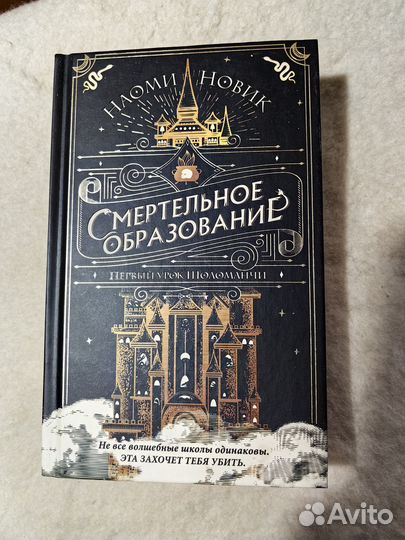 НАОМИ НОВИК
СМЕРТЕЛЬНОЕ
ОБРАЗОВАНИЕ
ПЕРВЫЙ УРОК ШОЛОМАНЧИ
Не все волшебные школы одинаковы.
ЭТА ЗАХОЧЕТ ТЕБЯ УБИТЬ.
Avito